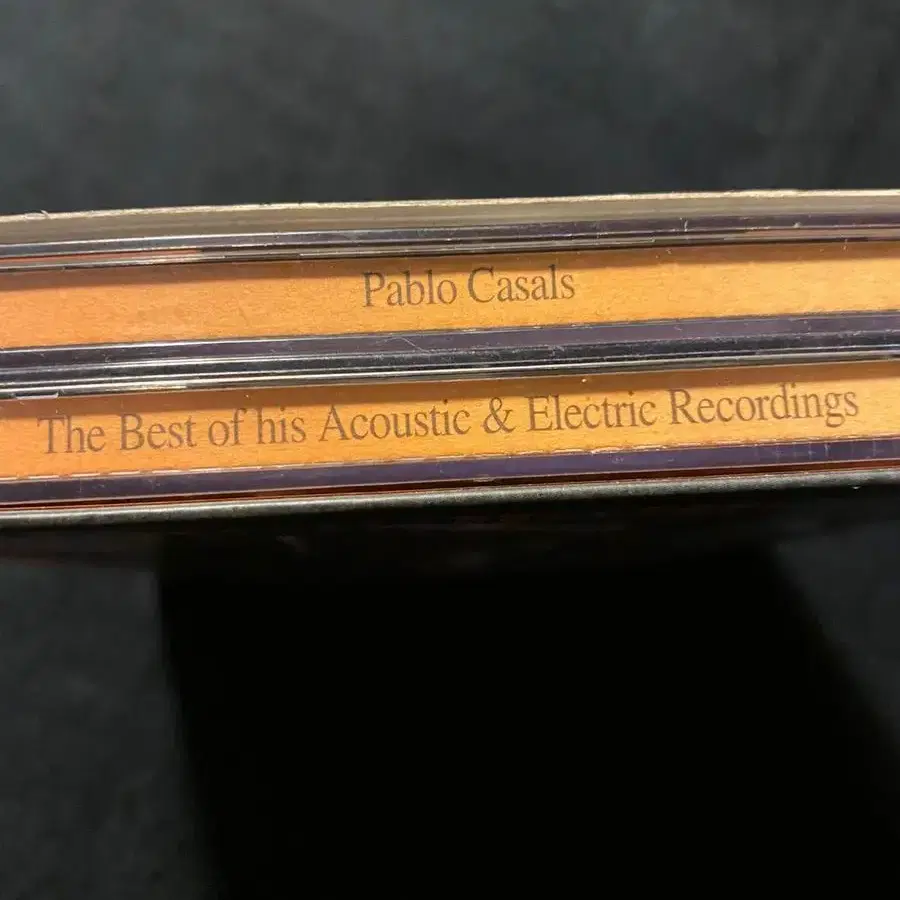 Pablo Casals
The Best of his Acoustic & Electric Recordings